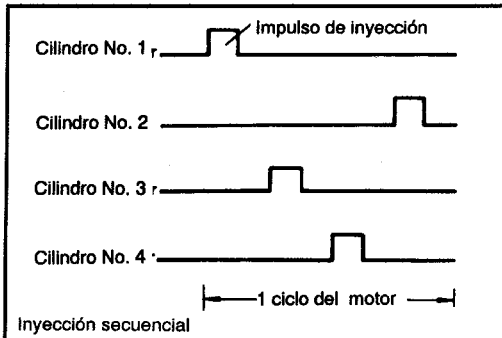 Impulso de inyección
Cilindro No. 1
Cilindro No. 2
Cilindro No. 3
Cilindro No. 4
1 ciclo del motor
Inyección secuencial